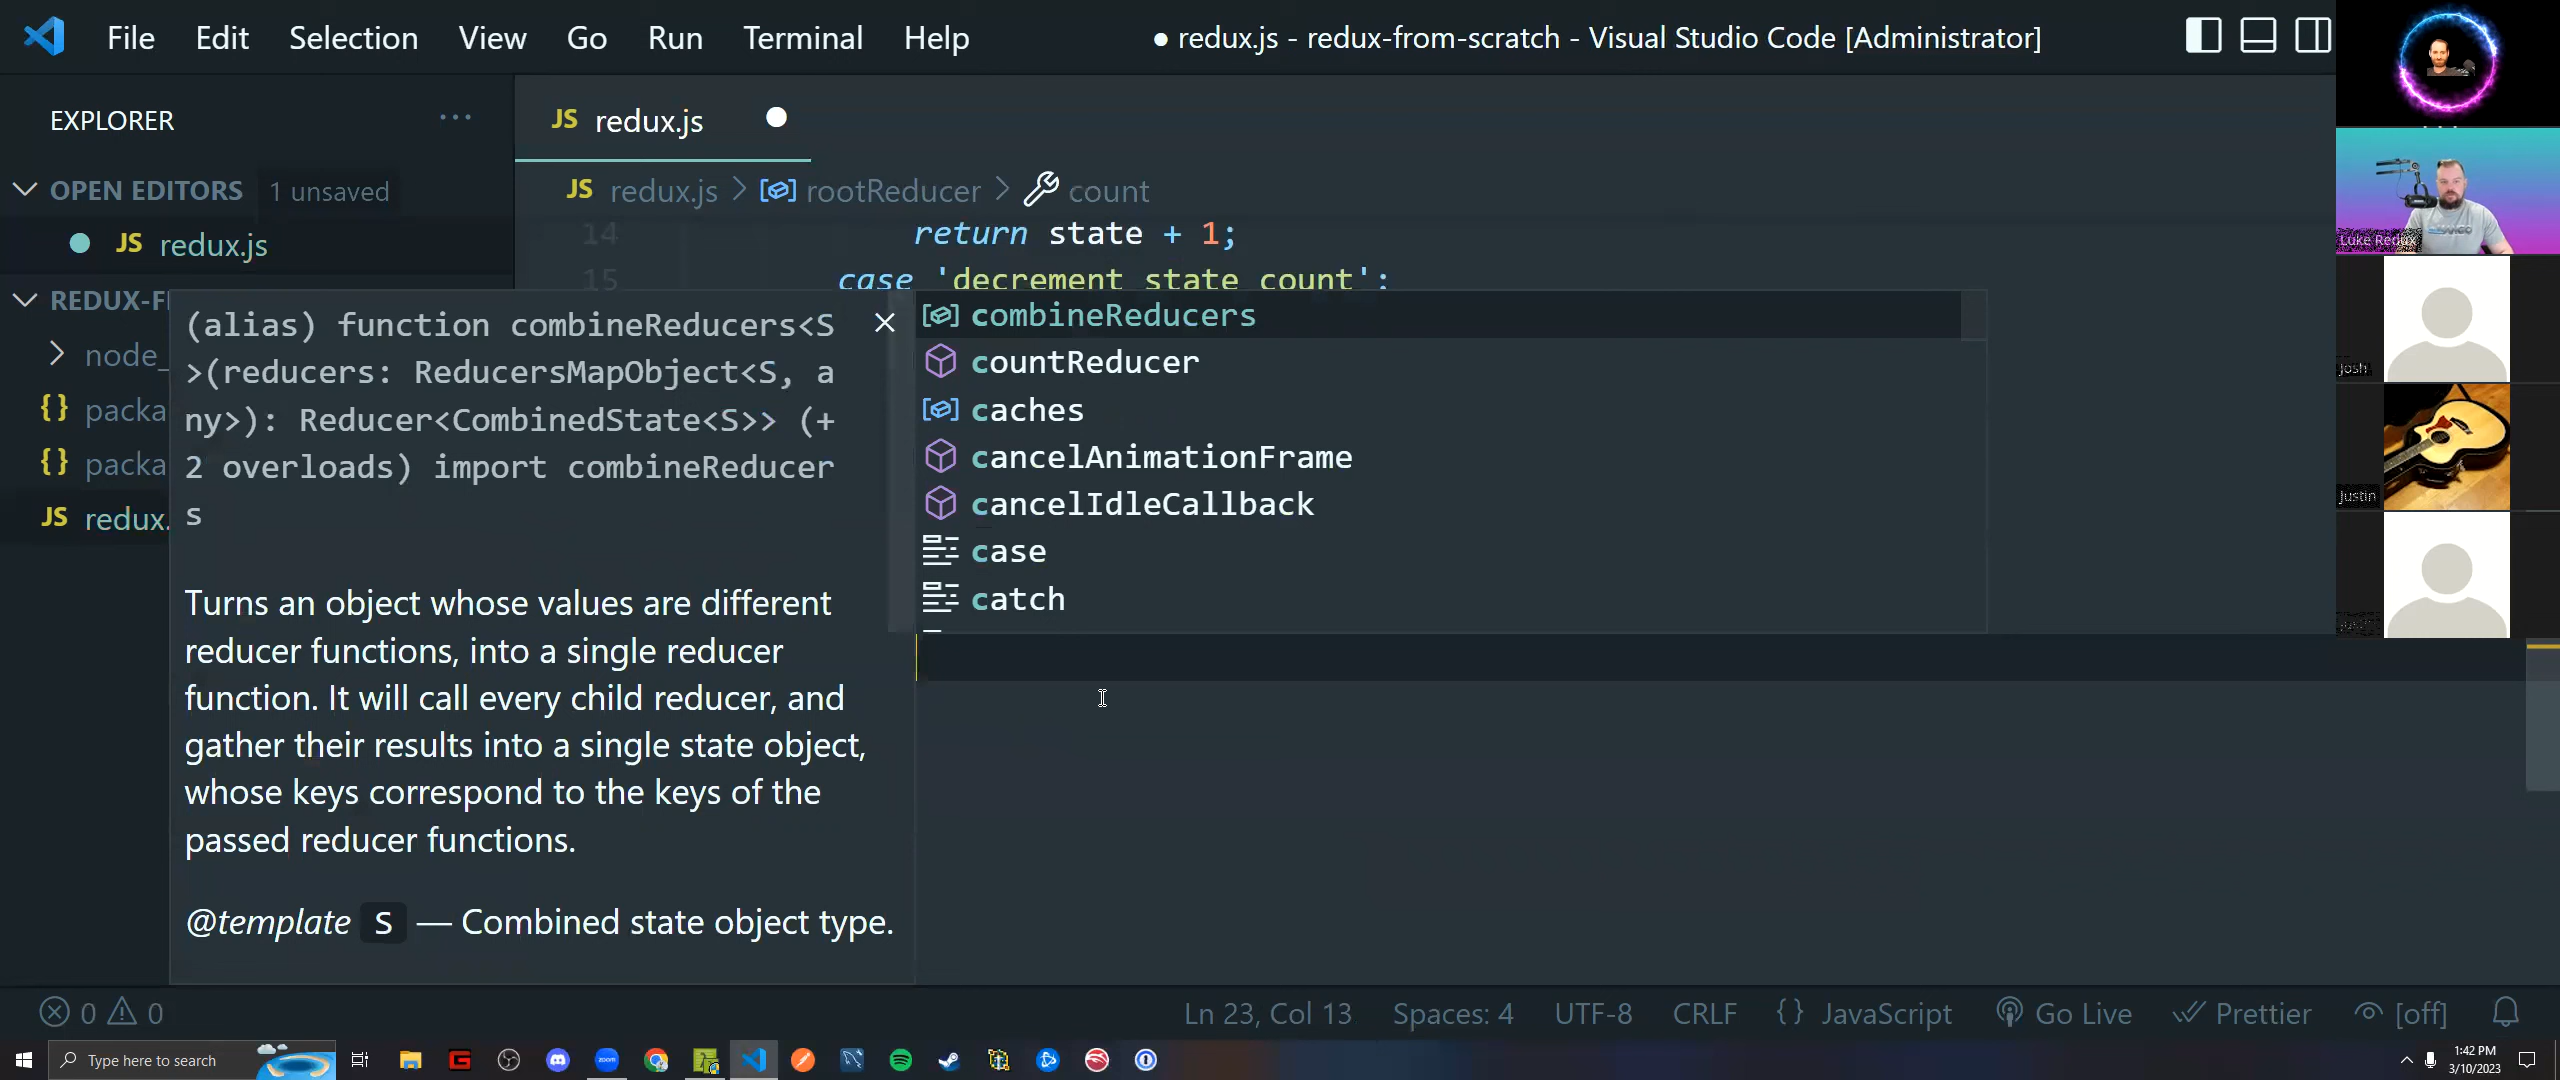 File Edit Selection View Go Run Terminal Help
● redux.js - redux-from-scratch - Visual Studio Code [Administrator]
EXPLORER
JS redux.js
OPEN EDITORS 1 unsaved
JS redux.js > rootReducer > count
JS redux.js
14 return state + 1;
15 case 'decrement state count':
REDUX-F
node_
{} packa
{} packa
JS redux.
(alias) function combineReducers<S
>(reducers: ReducersMapObject<S, a
ny>): Reducer<CombinedState<S>> (+
2 overloads) import combineReducer
s
Turns an object whose values are different
reducer functions, into a single reducer
function. It will call every child reducer, and
gather their results into a single state object,
whose keys correspond to the keys of the
passed reducer functions.
@template S — Combined state object type.
combineReducers
countReducer
caches
cancelAnimationFrame
cancelIdleCallback
case
catch
Luke Redux
Josh
Justin
0 0
Ln 23, Col 13 Spaces: 4 UTF-8 CRLF {} JavaScript Go Live Prettier [off]
Type here to search
zoom
1:42 PM
3/10/2023